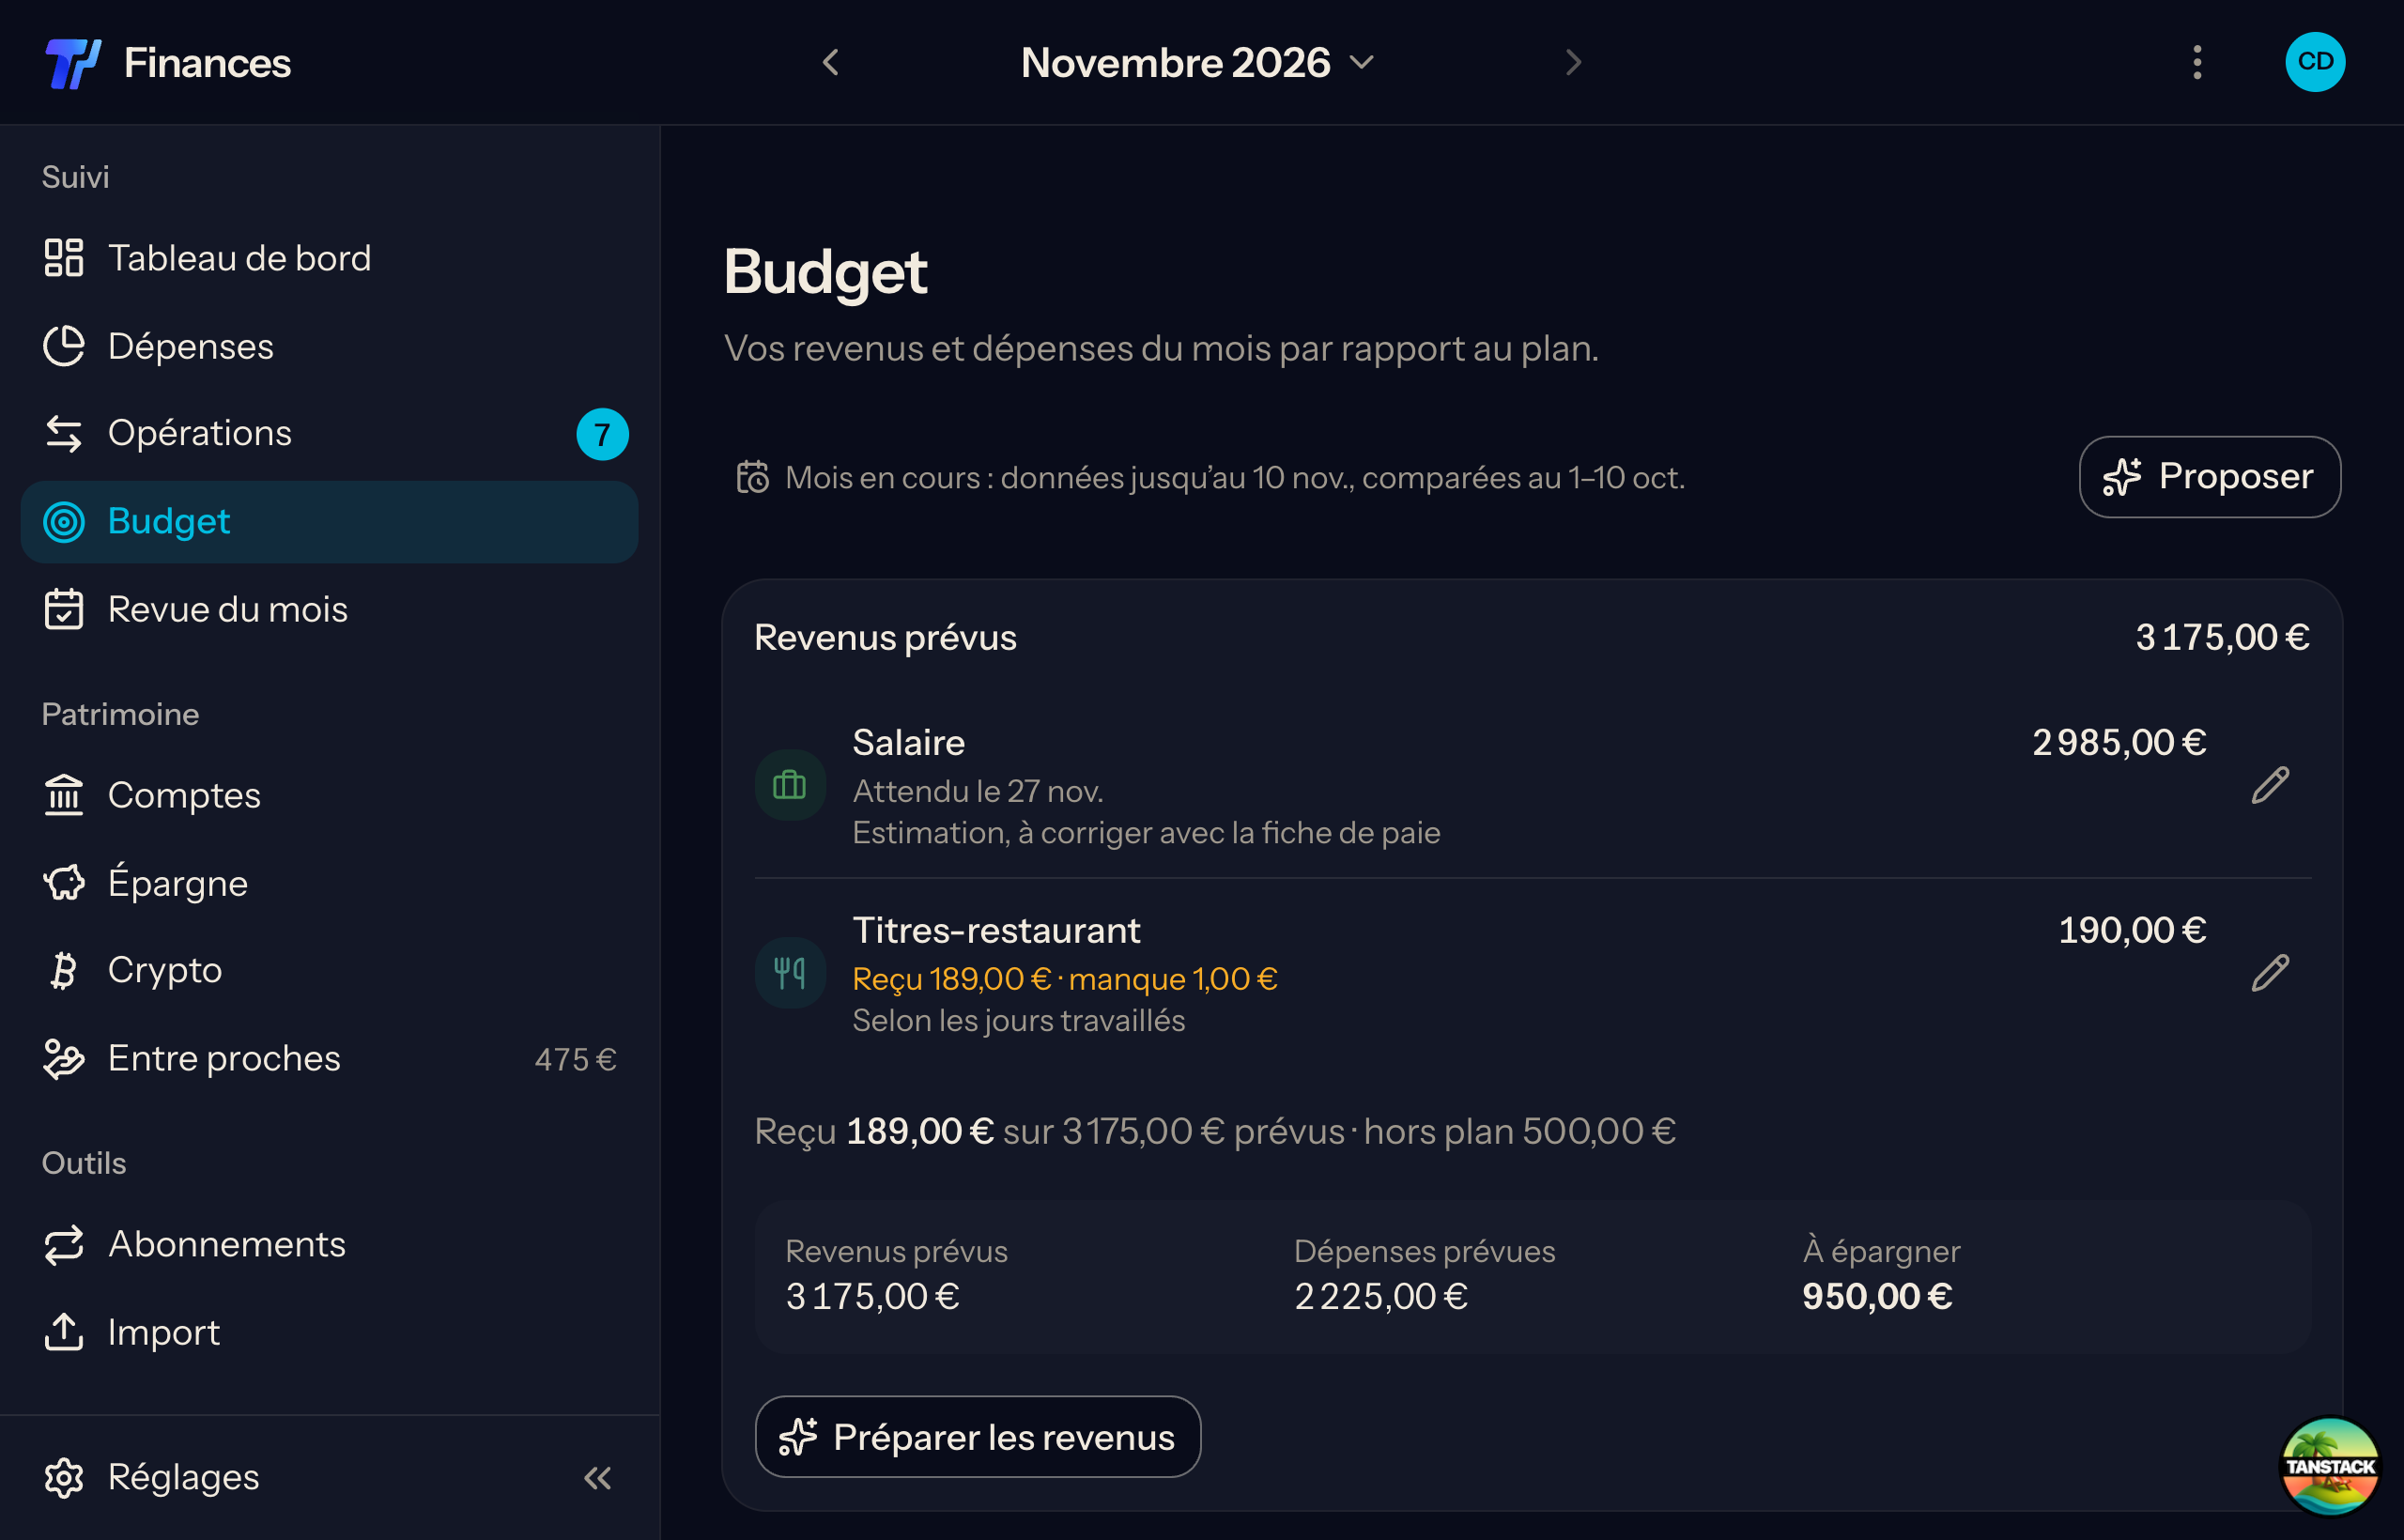 Finances
Novembre 2026
CD
Suivi
Tableau de bord
Dépenses
Opérations
7
Budget
Revue du mois
Patrimoine
Comptes
Épargne
Crypto
Entre proches
475 €
Outils
Abonnements
Import
Réglages
Budget
Vos revenus et dépenses du mois par rapport au plan.
Mois en cours : données jusqu’au 10 nov., comparées au 1–10 oct.
Proposer
Revenus prévus
3 175,00 €
Salaire
2 985,00 €
Attendu le 27 nov.
Estimation, à corriger avec la fiche de paie
Titres-restaurant
190,00 €
Reçu 189,00 € · manque 1,00 €
Selon les jours travaillés
Reçu 189,00 € sur 3 175,00 € prévus · hors plan 500,00 €
Revenus prévus
3 175,00 €
Dépenses prévues
2 225,00 €
À épargner
950,00 €
Préparer les revenus
TANSTACK